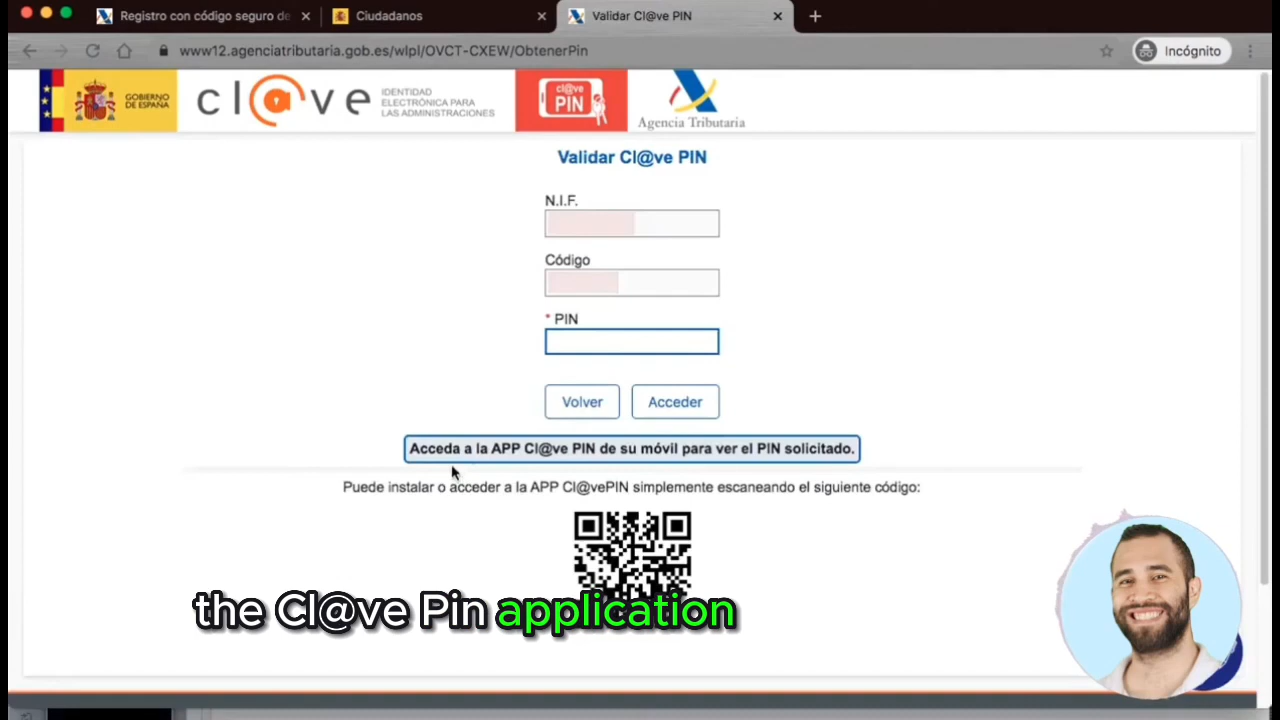 Registro con código seguro de
Ciudadanos
Validar Cl@ve PIN
www12.agenciatributaria.gob.es/wlpl/OVCT-CXEW/ObtenerPin
Incógnito
GOBIERNO
DE ESPAÑA
cl@ve
IDENTIDAD
ELECTRÓNICA PARA
LAS ADMINISTRACIONES
cl@ve
PIN
Agencia Tributaria
Validar Cl@ve PIN
N.I.F.
Código
* PIN
Volver
Acceder
Acceda a la APP Cl@ve PIN de su móvil para ver el PIN solicitado.
Puede instalar o acceder a la APP Cl@vePIN simplemente escaneando el siguiente código:
the Cl@ve Pin application